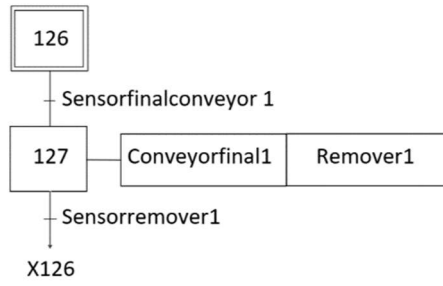 126
Sensorfinalconveyor 1
127
Conveyorfinal1
Remover1
Sensorremover1
X126